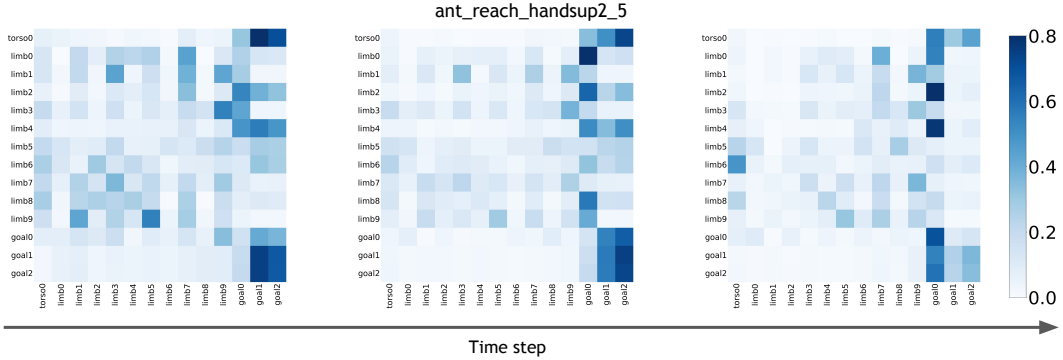 ant_reach_handsup2_5
torso0
limb0
limb1
limb2
limb3
limb4
limb5
limb6
limb7
limb8
limb9
goal0
goal1
goal2
torso0 limb0 limb1 limb2 limb3 limb4 limb5 limb6 limb7 limb8 limb9 goal0 goal1 goal2
torso0
limb0
limb1
limb2
limb3
limb4
limb5
limb6
limb7
limb8
limb9
goal0
goal1
goal2
torso0 limb0 limb1 limb2 limb3 limb4 limb5 limb6 limb7 limb8 limb9 goal0 goal1 goal2
torso0
limb0
limb1
limb2
limb3
limb4
limb5
limb6
limb7
limb8
limb9
goal0
goal1
goal2
torso0 limb0 limb1 limb2 limb3 limb4 limb5 limb6 limb7 limb8 limb9 goal0 goal1 goal2
0.8
0.6
0.4
0.2
0.0
Time step